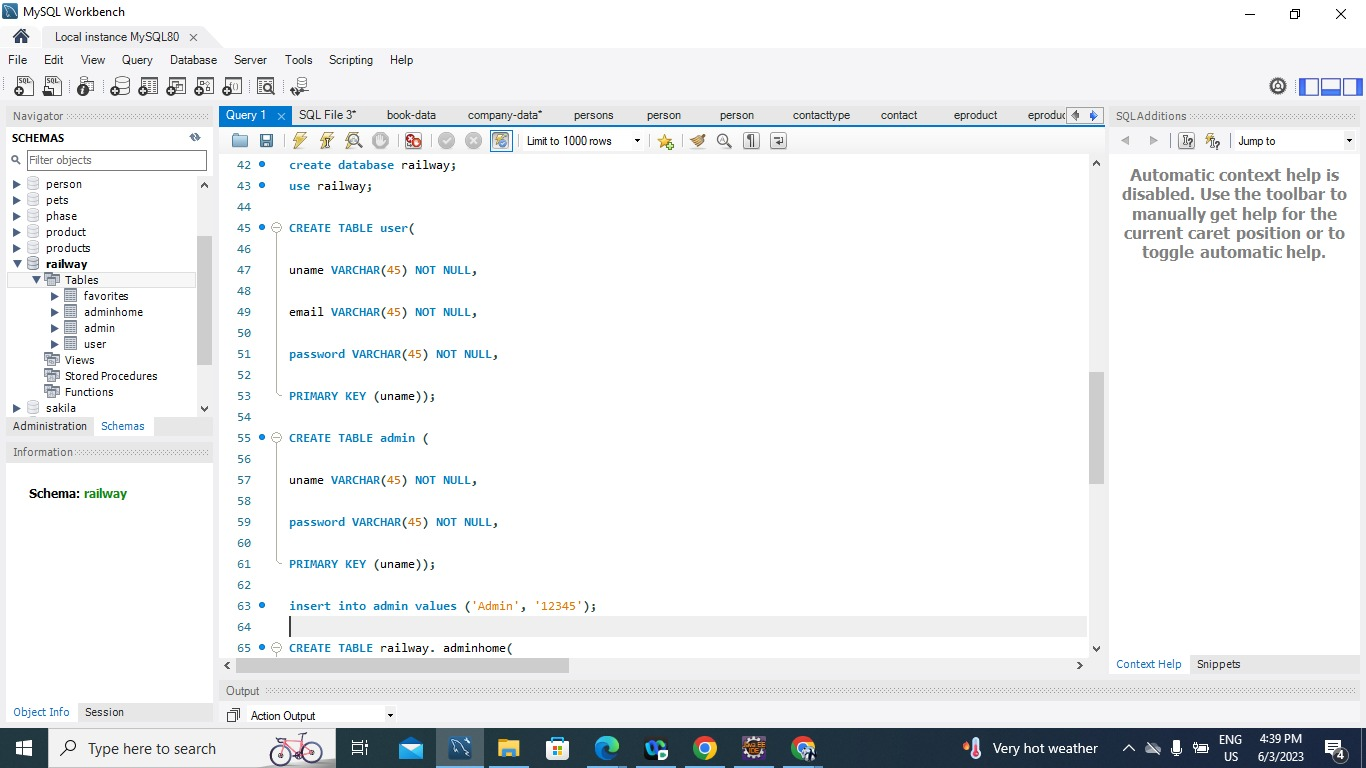 MySQL Workbench
Local instance MySQL80
File Edit View Query Database Server Tools Scripting Help
Navigator
SCHEMAS
Filter objects
person
pets
phase
product
products
railway
Tables
favorites
adminhome
admin
user
Views
Stored Procedures
Functions
sakila
Administration Schemas
Information
Schema: railway
Object Info Session
Query 1 SQL File 3* book-data company-data* persons person person contacttype contact eproduct eproduc
Limit to 1000 rows
42 create database railway;
43 use railway;
44
45 CREATE TABLE user(
46
47 uname VARCHAR(45) NOT NULL,
48
49 email VARCHAR(45) NOT NULL,
50
51 password VARCHAR(45) NOT NULL,
52
53 PRIMARY KEY (uname));
54
55 CREATE TABLE admin (
56
57 uname VARCHAR(45) NOT NULL,
58
59 password VARCHAR(45) NOT NULL,
60
61 PRIMARY KEY (uname));
62
63 insert into admin values ('Admin', '12345');
64
65 CREATE TABLE railway. adminhome(
Output
Action Output
SQLAdditions
Jump to
Automatic context help is
disabled. Use the toolbar to
manually get help for the
current caret position or to
toggle automatic help.
Context Help Snippets
Type here to search
Very hot weather
ENG
US
4:39 PM
6/3/2023
4